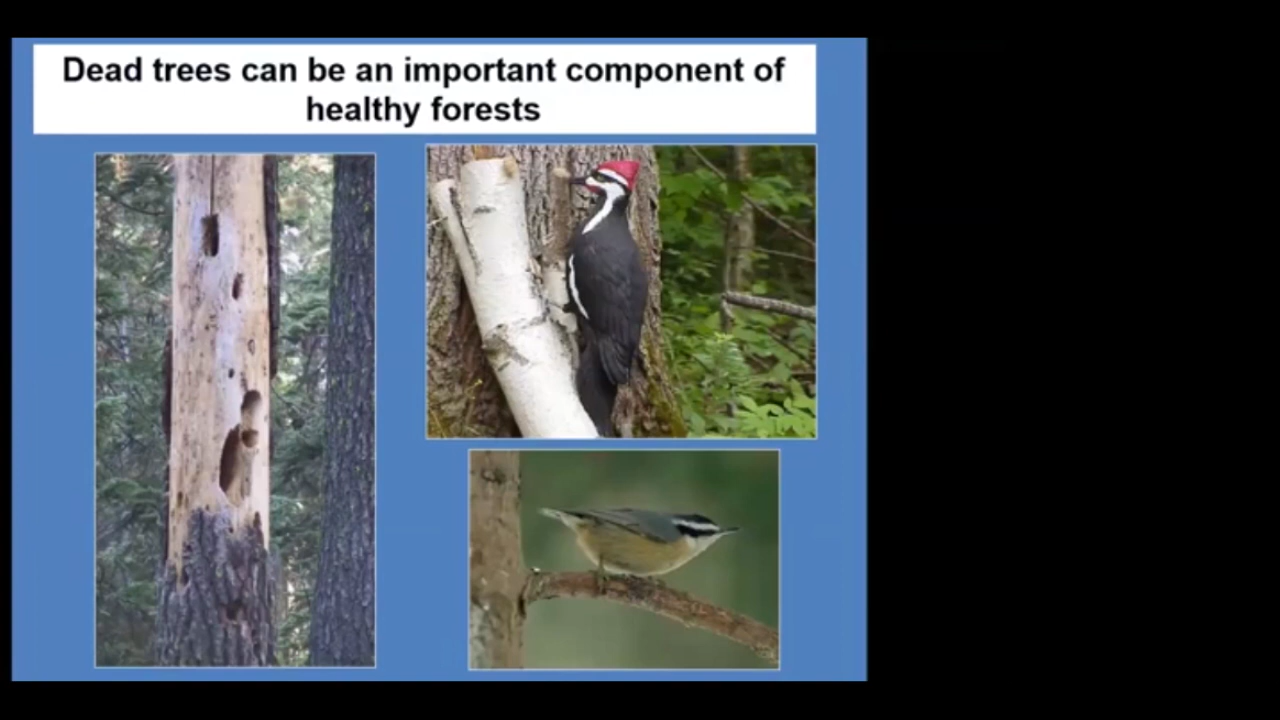 Dead trees can be an important component of
healthy forests